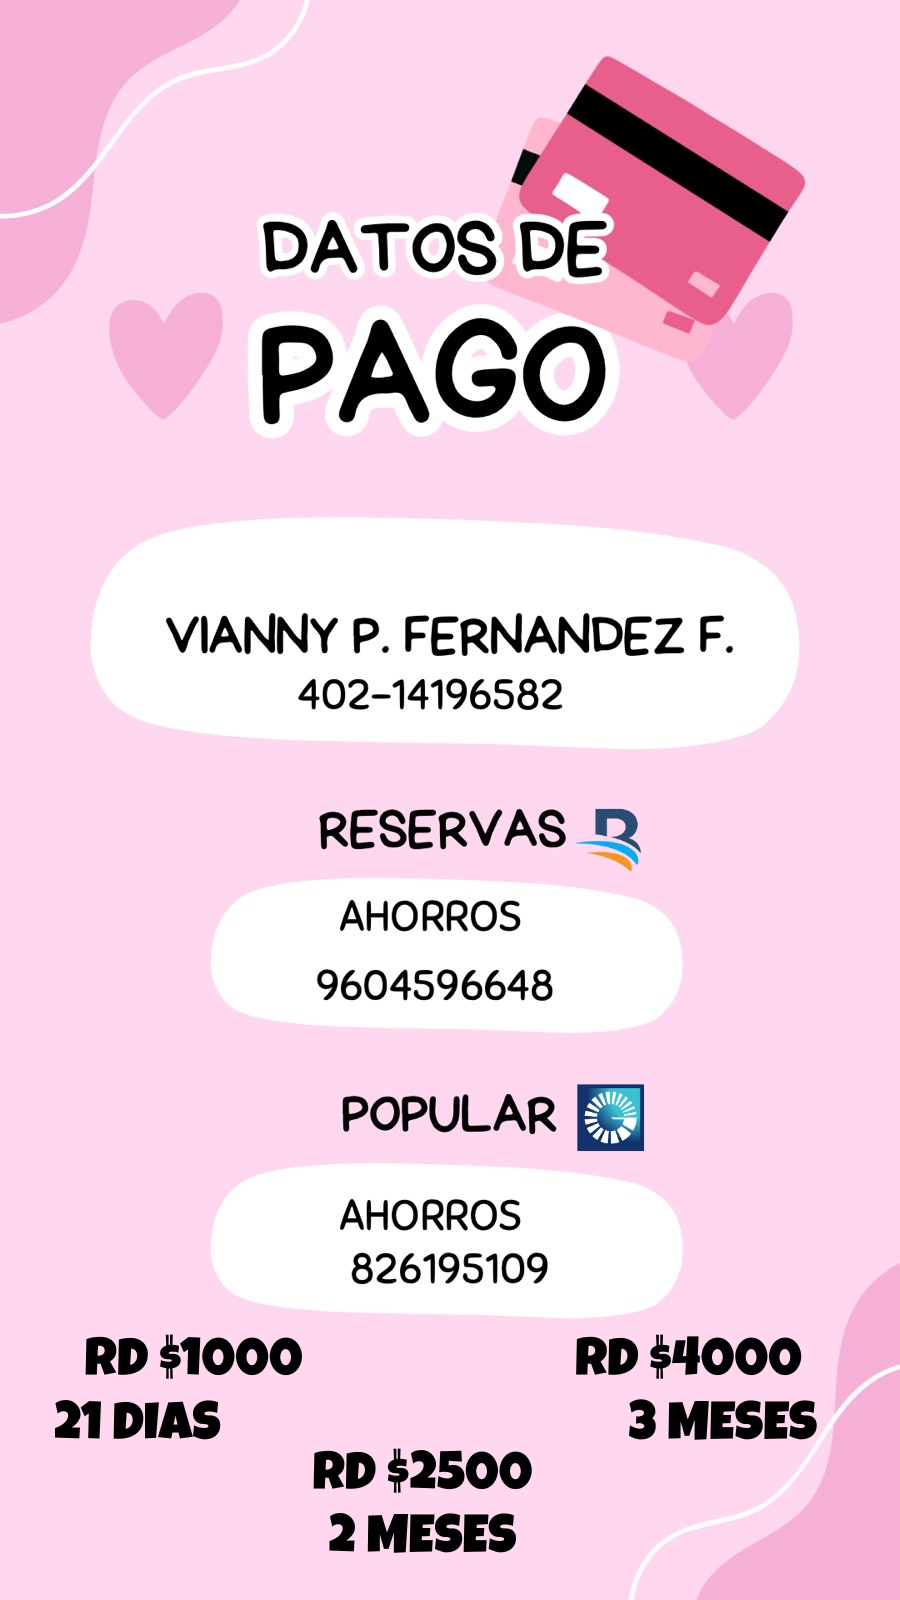 DATOS DE
PAGO
VIANNY P. FERNANDEZ F.
402-14196582
RESERVAS
AHORROS
9604596648
POPULAR
AHORROS
826195109
RD $1000
21 DIAS
RD $4000
3 MESES
RD $2500
2 MESES